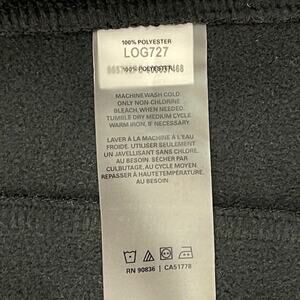 100% POLYESTER
LOG727
100% POLYESTER
MACHINE WASH COLD.
ONLY NON-CHLORINE
BLEACH, WHEN NEEDED.
TUMBLE DRY MEDIUM CYCLE.
WARM IRON, IF NECESSARY.
LAVER À LA MACHINE À L'EAU
FROIDE. UTILISER SEULEMENT
UN JAVELLISANT SANS CHLORE,
AU BESOIN. SÉCHER PAR
CULBUTAGE, AU CYCLE MOYEN.
REPASSER À HAUTE TEMPÉRATURE,
AU BESOIN.
RN 90836 | CA51778